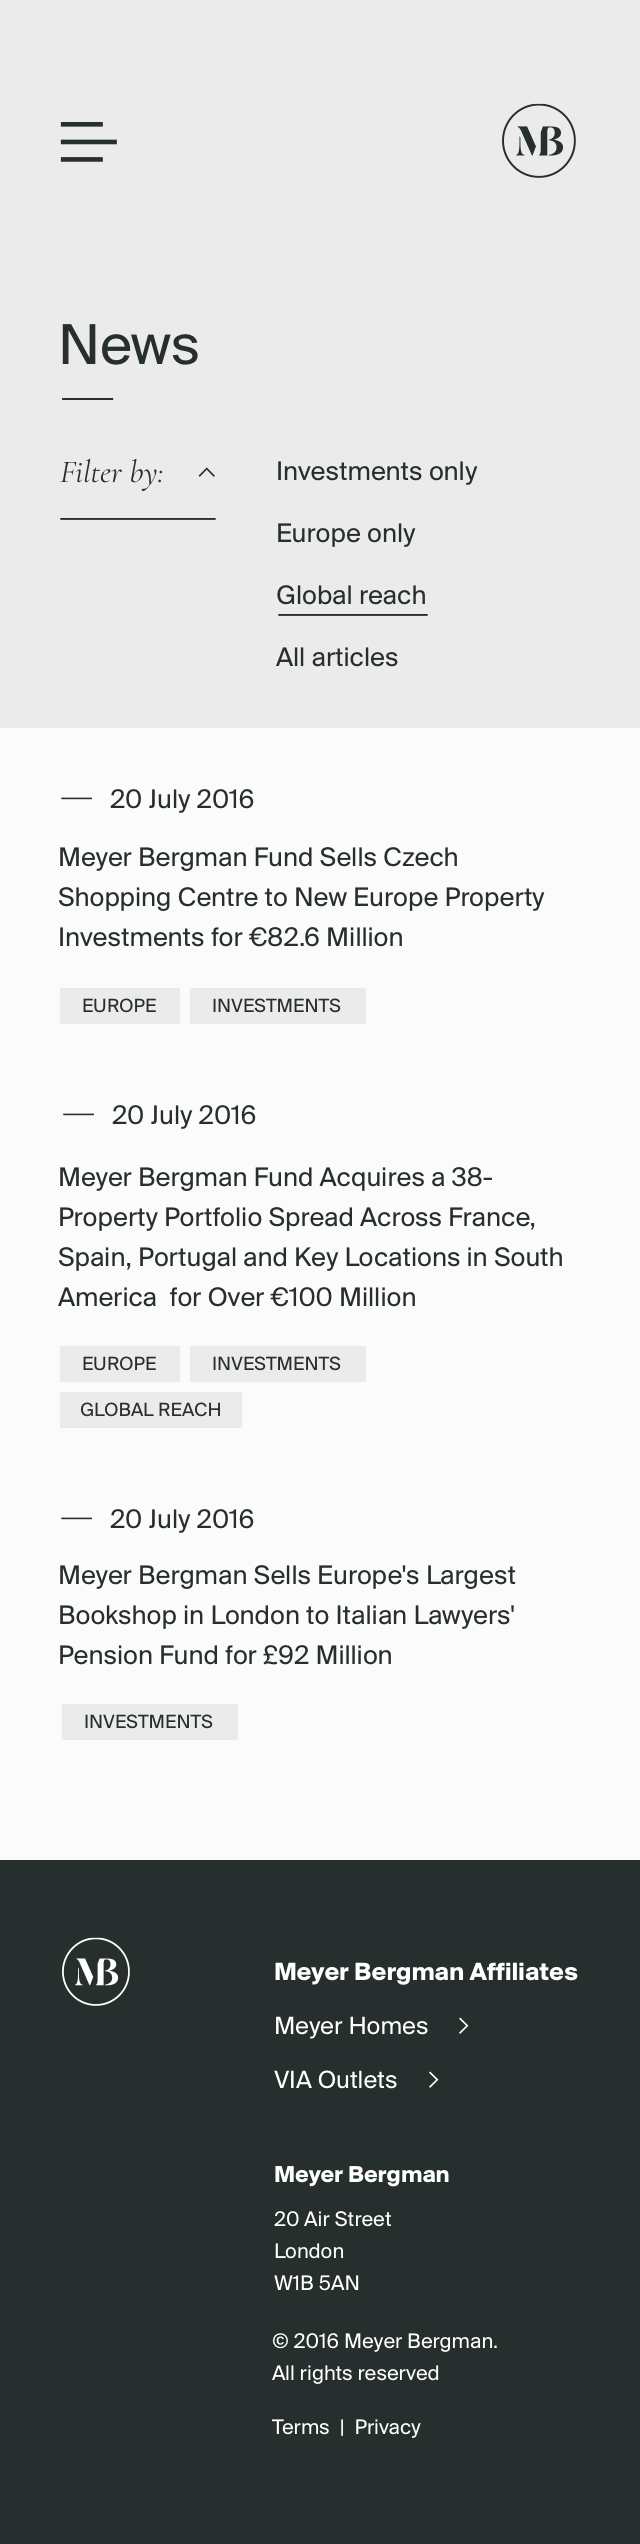 MB
News
Filter by:
Investments only
Europe only
Global reach
All articles
20 July 2016
Meyer Bergman Fund Sells Czech
Shopping Centre to New Europe Property
Investments for €82.6 Million
EUROPE INVESTMENTS
20 July 2016
Meyer Bergman Fund Acquires a 38-
Property Portfolio Spread Across France,
Spain, Portugal and Key Locations in South
America  for Over €100 Million
EUROPE INVESTMENTS
GLOBAL REACH
20 July 2016
Meyer Bergman Sells Europe's Largest
Bookshop in London to Italian Lawyers'
Pension Fund for £92 Million
INVESTMENTS
MB
Meyer Bergman Affiliates
Meyer Homes
VIA Outlets
Meyer Bergman
20 Air Street
London
W1B 5AN
© 2016 Meyer Bergman.
All rights reserved
Terms | Privacy